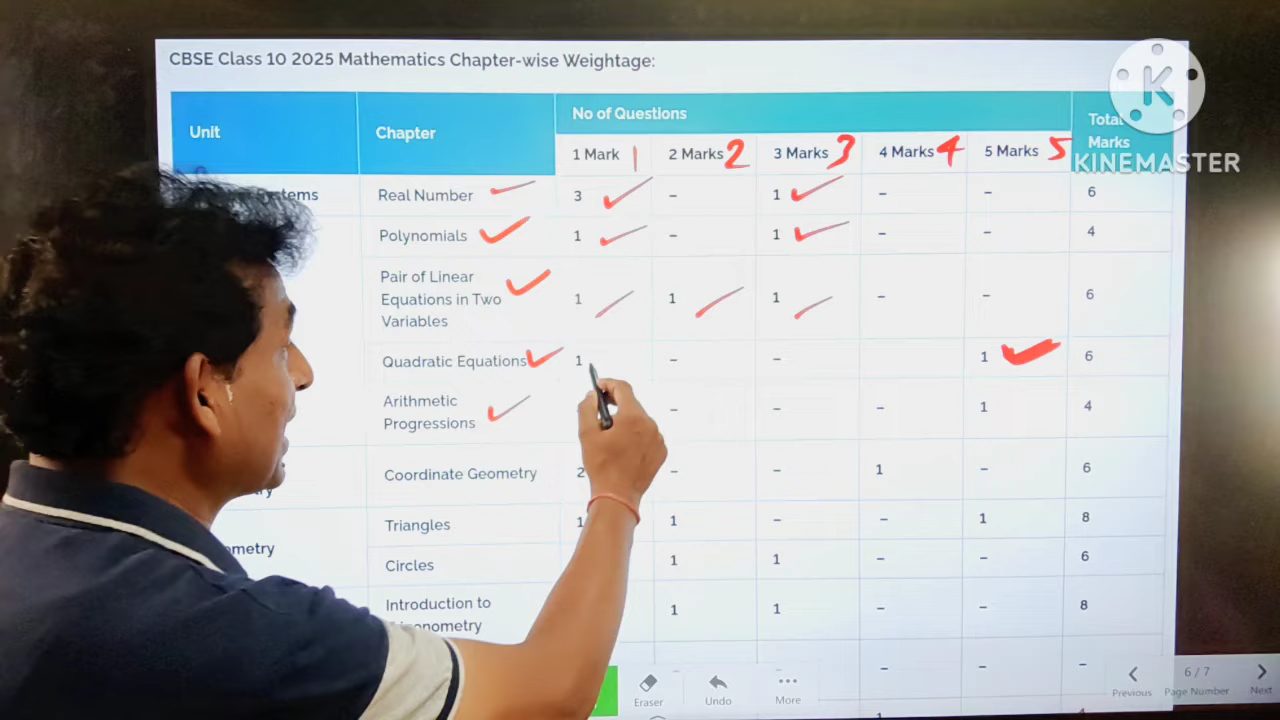 CBSE Class 10 2025 Mathematics Chapter-wise Weightage:
K
KINEMASTER
Unit Chapter No of Questions Total Marks
1 Mark 1 2 Marks 2 3 Marks 3 4 Marks 4 5 Marks 5
Real Number 3 – 1 – – 6
Polynomials 1 – 1 – – 4
Pair of Linear
Equations in Two 1 1 1 – – 6
Variables
Quadratic Equations 1 – – 1 6
Arithmetic
Progressions – – – 1 4
Coordinate Geometry 2 – – 1 – 6
Triangles 1 1 – – 1 8
Circles 1 1 – – 6
Introduction to
1 1 – – 8
– – –
Eraser Undo More
Previous 6 / 7 Page Number Next